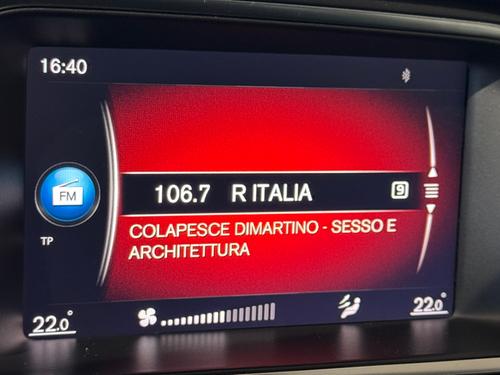 16:40
FM
106.7 R ITALIA 9
TP
COLAPESCE DIMARTINO - SESSO E
ARCHITETTURA
22.0° 22.0°